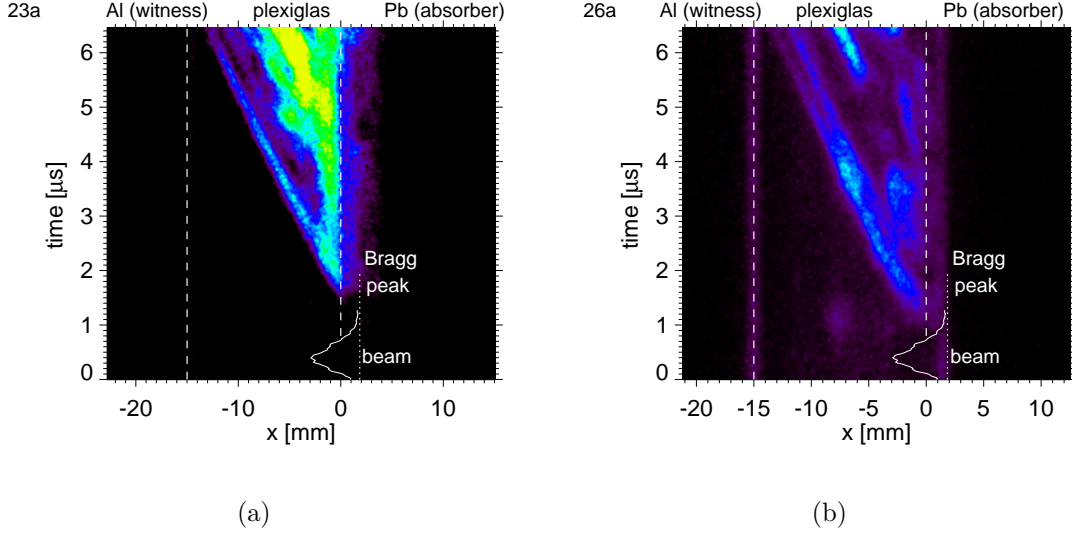 23a Al (witness) plexiglas Pb (absorber)
6
5
4
3
2
1
0
time [µs]
Bragg
peak
beam
-20 -10 0 10
x [mm]
(a)
26a Al (witness) plexiglas Pb (absorber)
6
5
4
3
2
1
0
time [µs]
Bragg
peak
beam
-20 -15 -10 -5 0 5 10
x [mm]
(b)